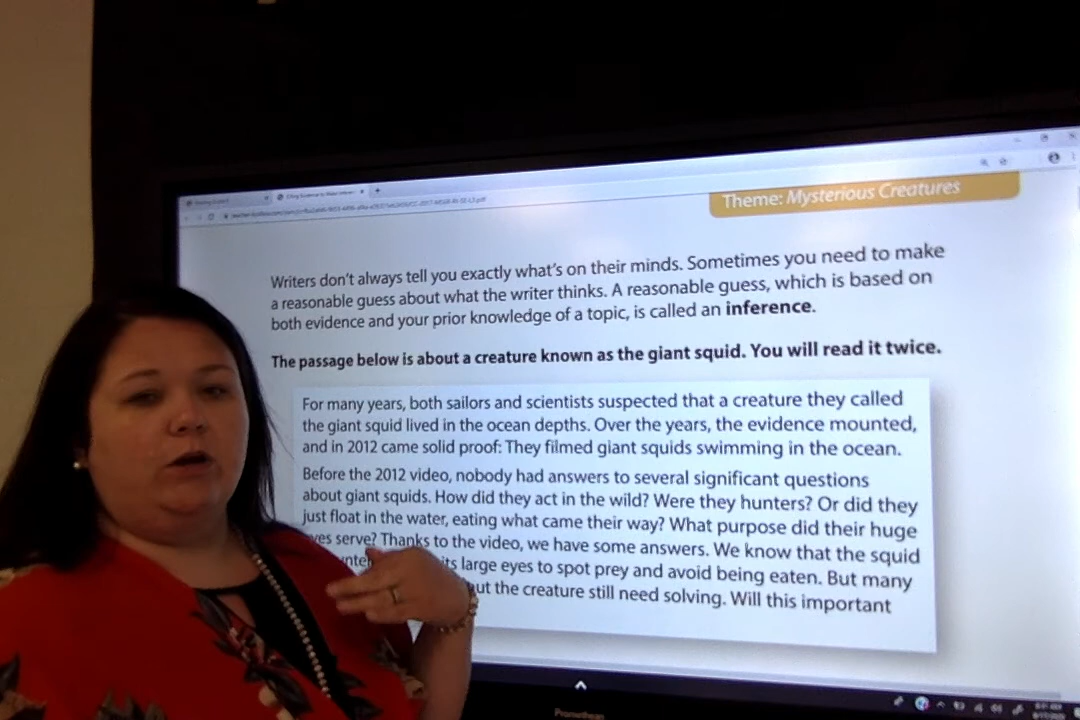 Theme: Mysterious Creatures
Writers don't always tell you exactly what's on their minds. Sometimes you need to make
a reasonable guess about what the writer thinks. A reasonable guess, which is based on
both evidence and your prior knowledge of a topic, is called an inference.
The passage below is about a creature known as the giant squid. You will read it twice.
For many years, both sailors and scientists suspected that a creature they called
the giant squid lived in the ocean depths. Over the years, the evidence mounted,
and in 2012 came solid proof: They filmed giant squids swimming in the ocean.
Before the 2012 video, nobody had answers to several significant questions
about giant squids. How did they act in the wild? Were they hunters? Or did they
just float in the water, eating what came their way? What purpose did their huge
yes serve? Thanks to the video, we have some answers. We know that the squid
its large eyes to spot prey and avoid being eaten. But many
ut the creature still need solving. Will this important
Promethean